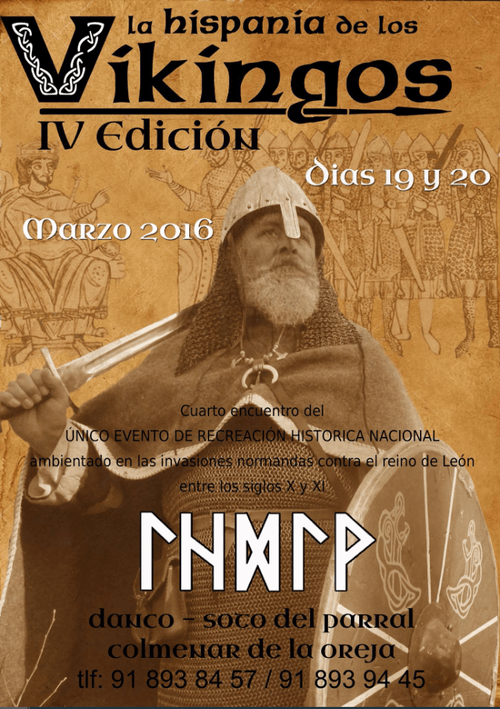 la hispania de los
Vikingos
IV Edición
Dias 19 y 20
Marzo 2016
Cuarto encuentro del
ÚNICO EVENTO DE RECREACIÓN HISTORICA NACIONAL
ambientado en las invasiones normandas contra el reino de León
entre los siglos X y XI
ᛚᚺᛞᛚᚹ
danco - soto del parral
colmenar de la oreja
tlf: 91 893 84 57 / 91 893 94 45